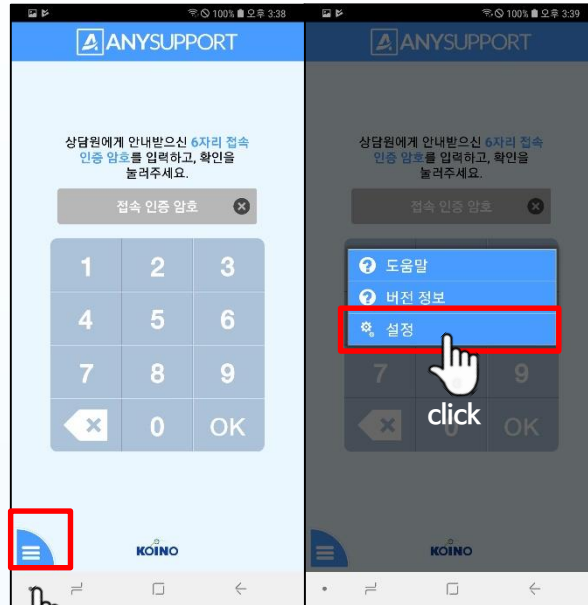 100% 오후 3:38
ANYSUPPORT
상담원에게 안내받으신 6자리 접속
인증 암호를 입력하고, 확인을
눌러주세요.
접속 인증 암호
1 2 3
4 5 6
7 8 9
0 OK
KOINO
100% 오후 3:39
ANYSUPPORT
상담원에게 안내받으신 6자리 접속
인증 암호를 입력하고, 확인을
눌러주세요.
접속 인증 암호
도움말
버전 정보
설정
7 9
click
0 OK
KOINO